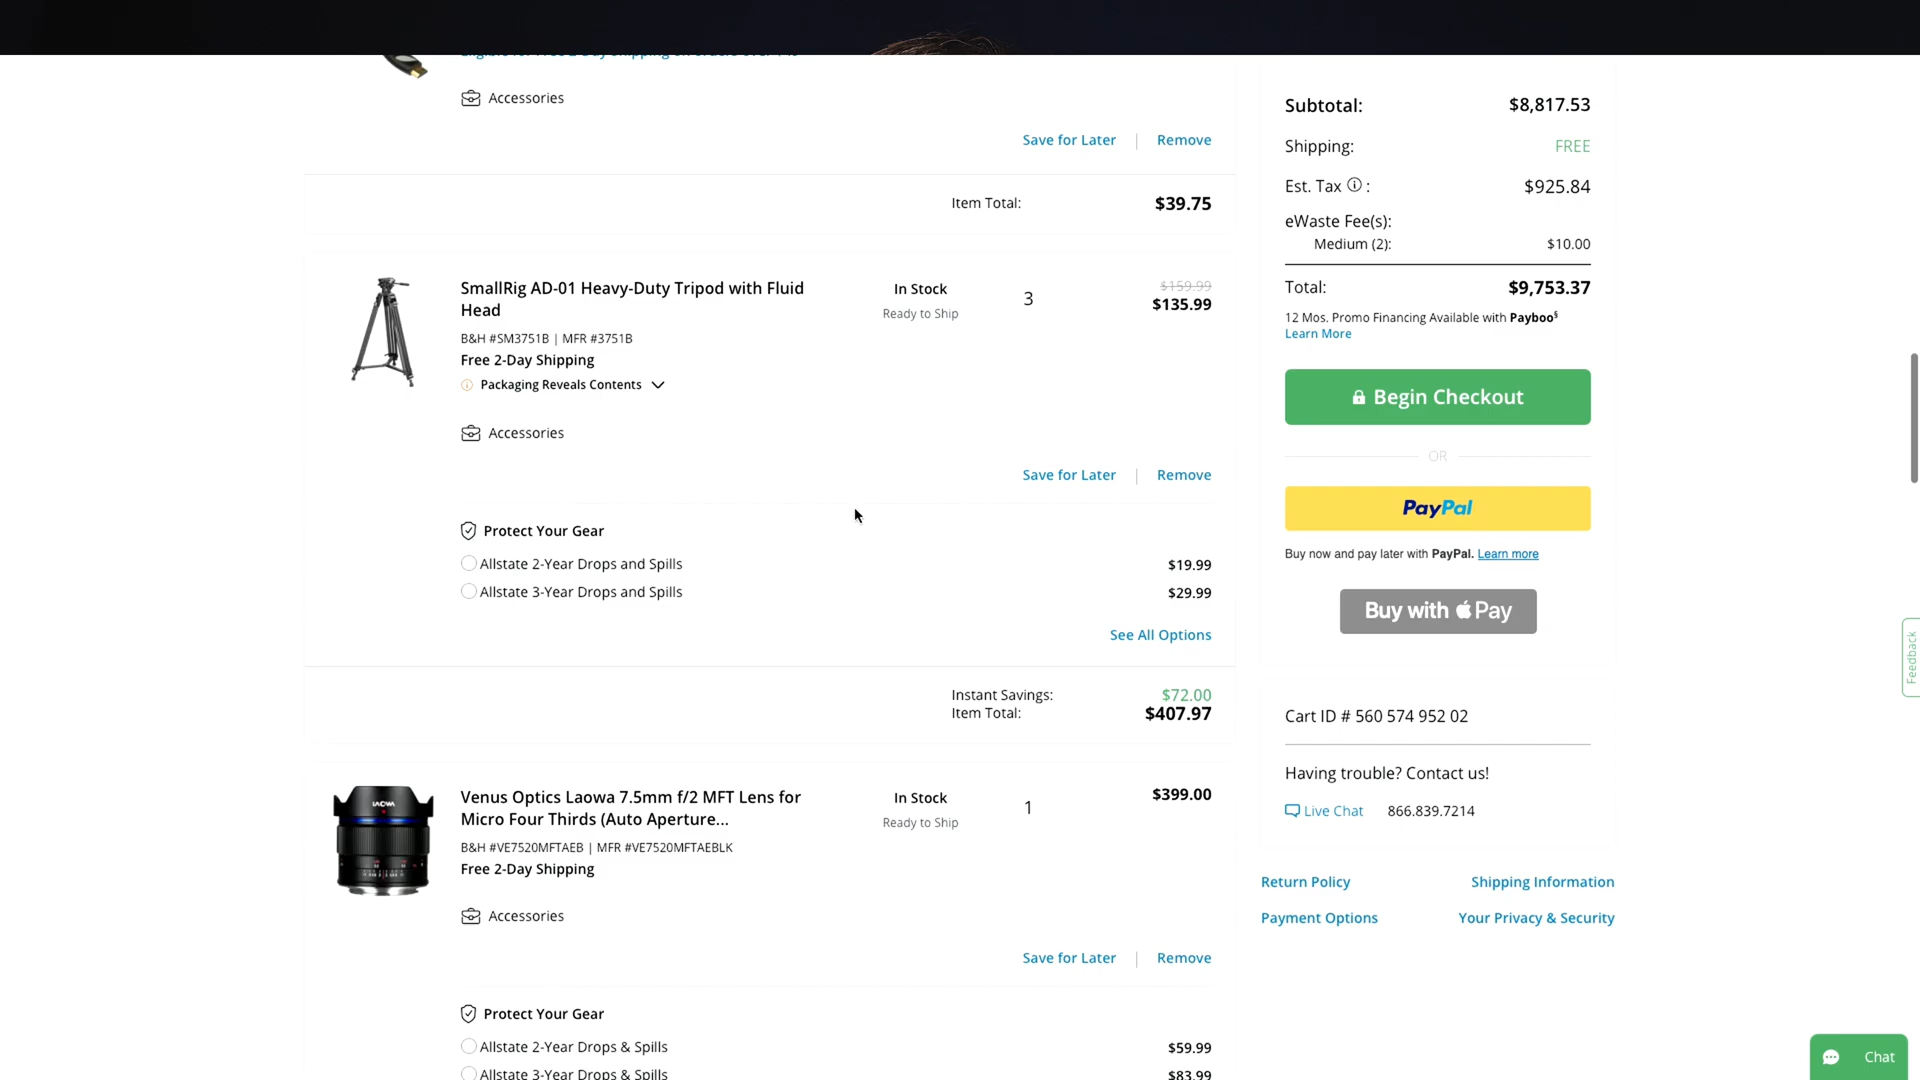 Accessories
Save for Later | Remove
Item Total: $39.75
SmallRig AD-01 Heavy-Duty Tripod with Fluid
Head
In Stock
Ready to Ship
3
$159.99
$135.99
B&H #SM3751B | MFR #3751B
Free 2-Day Shipping
Packaging Reveals Contents
Accessories
Save for Later | Remove
Protect Your Gear
Allstate 2-Year Drops and Spills $19.99
Allstate 3-Year Drops and Spills $29.99
See All Options
Instant Savings: $72.00
Item Total: $407.97
LAOWA
Venus Optics Laowa 7.5mm f/2 MFT Lens for
Micro Four Thirds (Auto Aperture...
In Stock
Ready to Ship
1
$399.00
B&H #VE7520MFTAEB | MFR #VE7520MFTAEBLK
Free 2-Day Shipping
Accessories
Save for Later | Remove
Protect Your Gear
Allstate 2-Year Drops & Spills $59.99
Allstate 3-Year Drops & Spills $83.99
Subtotal: $8,817.53
Shipping: FREE
Est. Tax : $925.84
eWaste Fee(s):
Medium (2): $10.00
Total: $9,753.37
12 Mos. Promo Financing Available with Payboo§
Learn More
Begin Checkout
OR
PayPal
Buy now and pay later with PayPal. Learn more
Buy with Pay
Cart ID # 560 574 952 02
Having trouble? Contact us!
Live Chat 866.839.7214
Return Policy Shipping Information
Payment Options Your Privacy & Security
Feedback
Chat